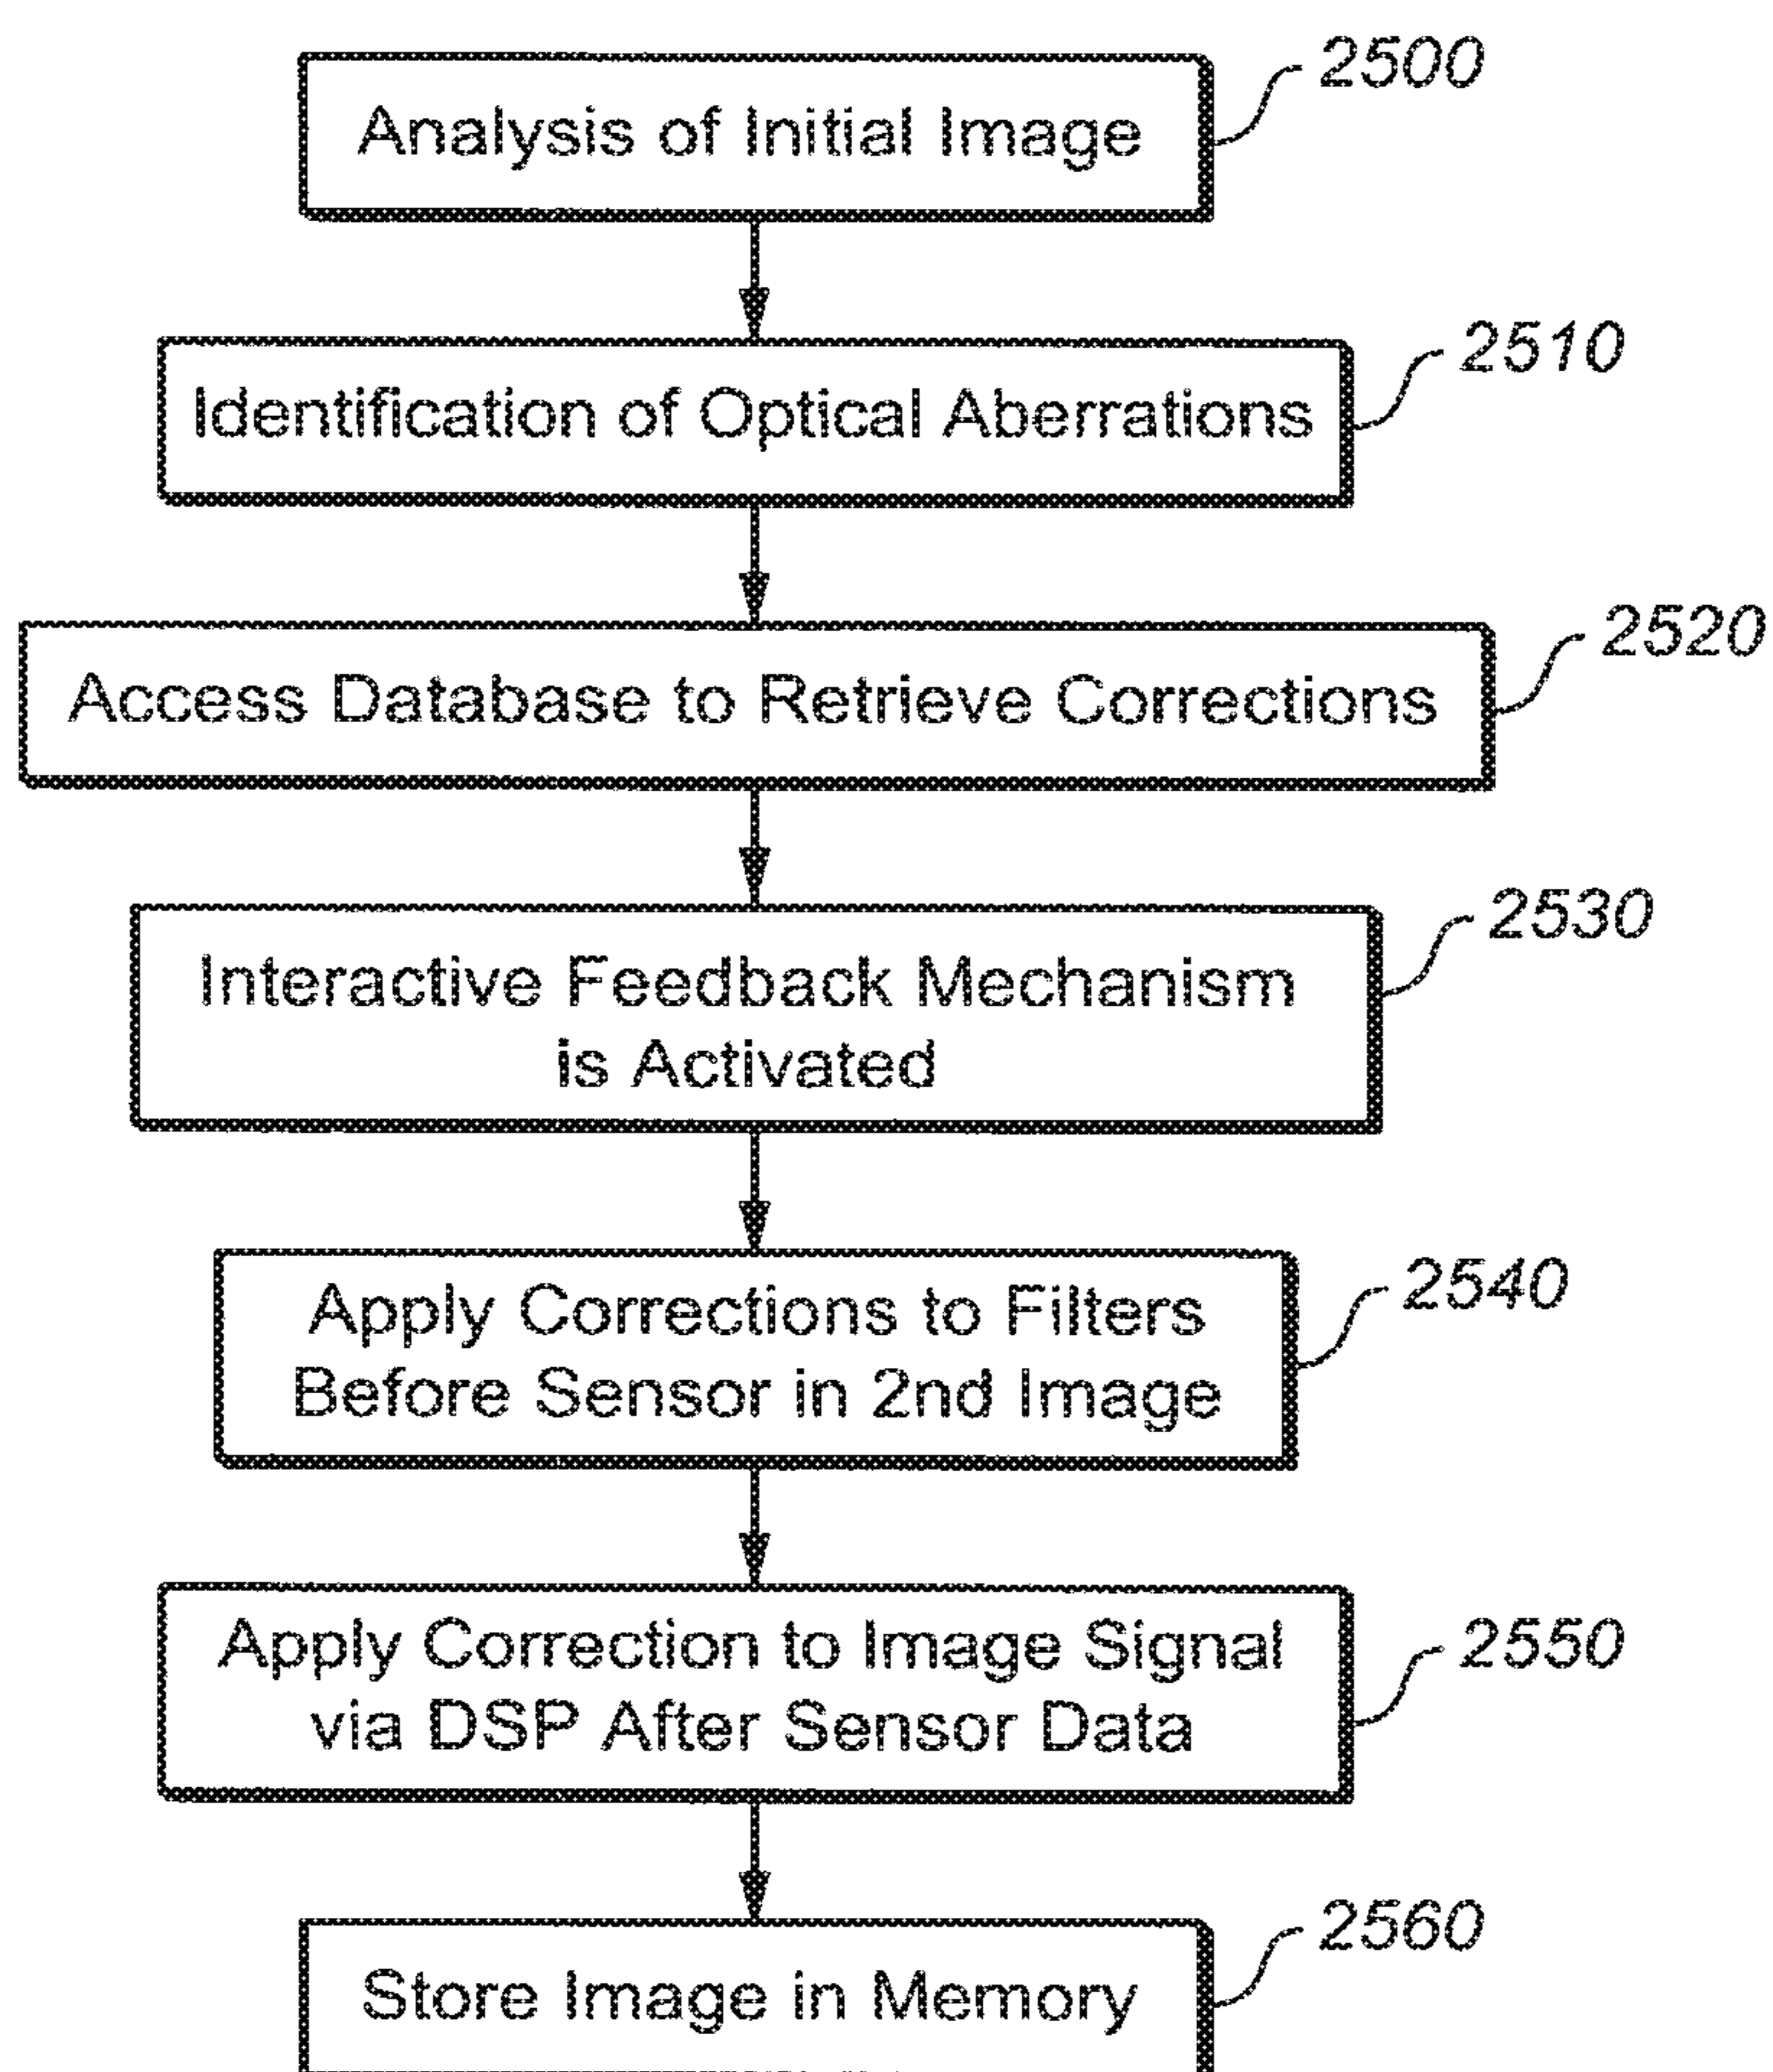 2500
Analysis of Initial Image
2510
Identification of Optical Aberrations
2520
Access Database to Retrieve Corrections
2530
Interactive Feedback Mechanism
is Activated
2540
Apply Corrections to Filters
Before Sensor in 2nd Image
2550
Apply Correction to Image Signal
via DSP After Sensor Data
2560
Store Image in Memory